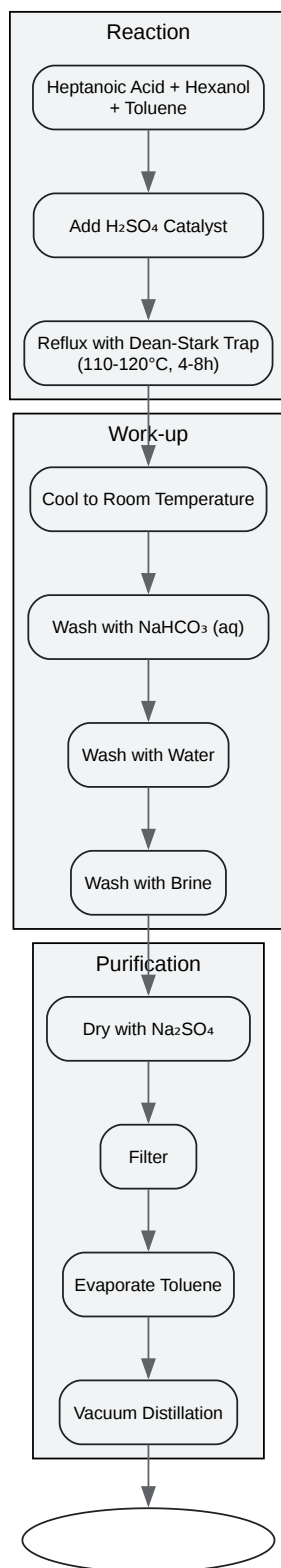 Reaction
Heptanoic Acid + Hexanol
+ Toluene
Add H₂SO₄ Catalyst
Reflux with Dean-Stark Trap
(110-120°C, 4-8h)
Work-up
Cool to Room Temperature
Wash with NaHCO₃ (aq)
Wash with Water
Wash with Brine
Purification
Dry with Na₂SO₄
Filter
Evaporate Toluene
Vacuum Distillation